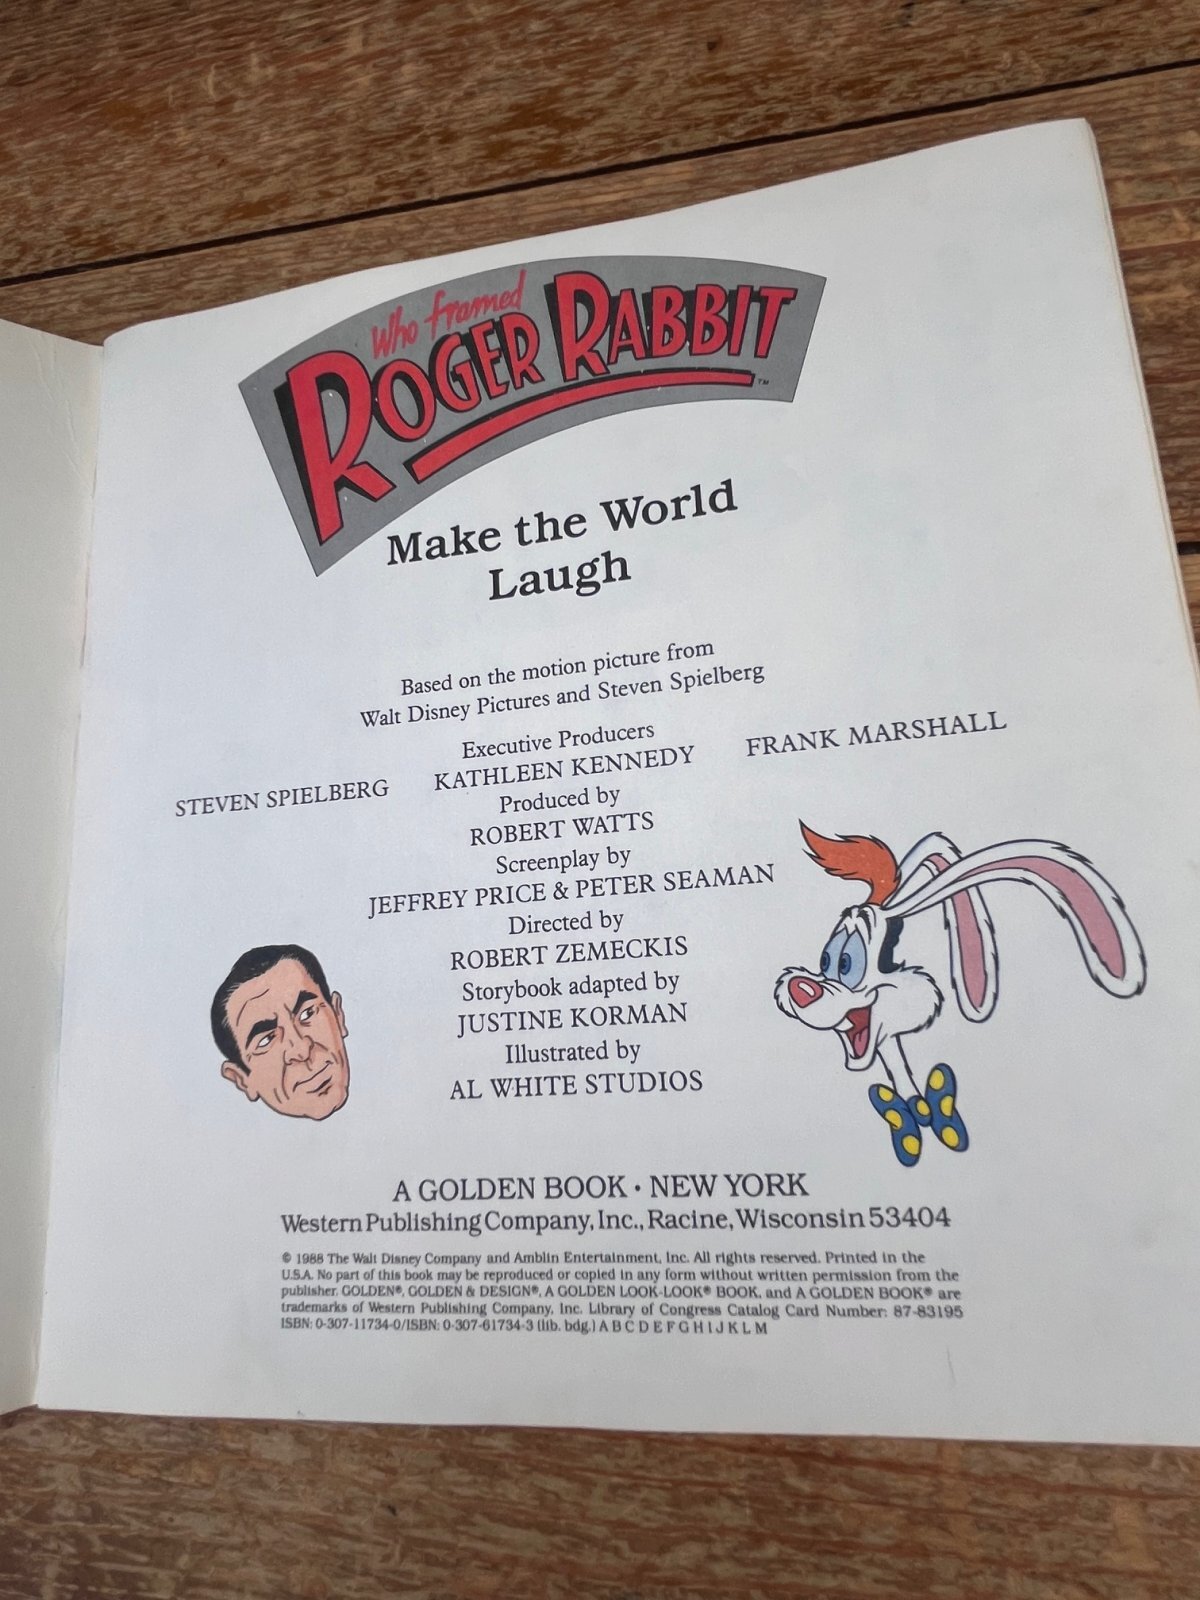 Who framed
ROGER RABBIT
™
Make the World
Laugh
Based on the motion picture from
Walt Disney Pictures and Steven Spielberg
Executive Producers
STEVEN SPIELBERG KATHLEEN KENNEDY FRANK MARSHALL
Produced by
ROBERT WATTS
Screenplay by
JEFFREY PRICE & PETER SEAMAN
Directed by
ROBERT ZEMECKIS
Storybook adapted by
JUSTINE KORMAN
Illustrated by
AL WHITE STUDIOS
A GOLDEN BOOK • NEW YORK
Western Publishing Company, Inc., Racine, Wisconsin 53404
© 1988 The Walt Disney Company and Amblin Entertainment, Inc. All rights reserved. Printed in the
U.S.A. No part of this book may be reproduced or copied in any form without written permission from the
publisher. GOLDEN®, GOLDEN & DESIGN®, A GOLDEN LOOK-LOOK® BOOK, and A GOLDEN BOOK® are
trademarks of Western Publishing Company, Inc. Library of Congress Catalog Card Number: 87-83195
ISBN: 0-307-11734-0/ISBN: 0-307-61734-3 (lib. bdg.) A B C D E F G H I J K L M